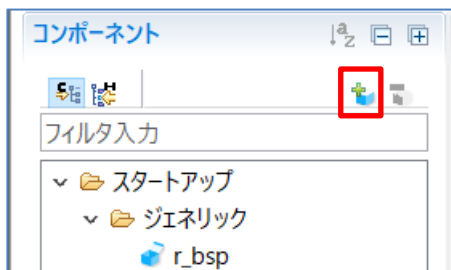 コンポーネント
フィルタ入力
スタートアップ
ジェネリック
r_bsp